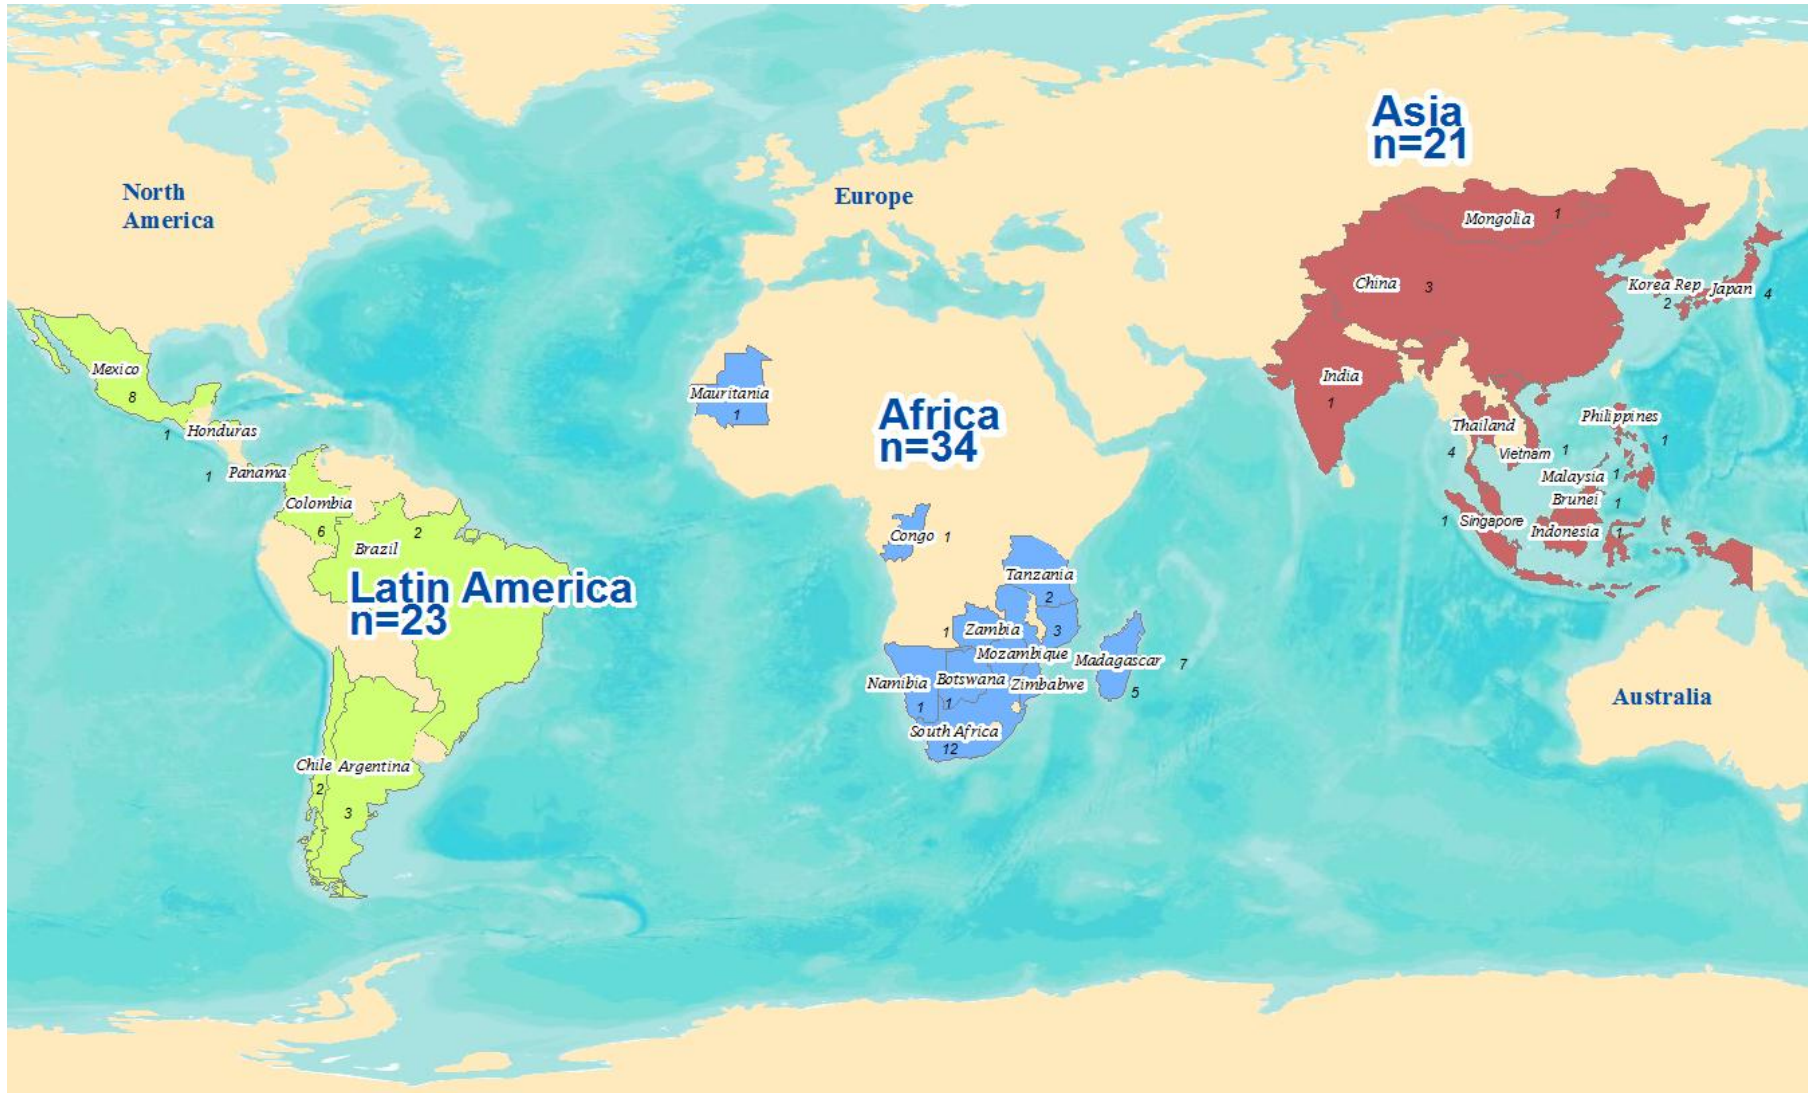 Asia
n=21
North
America
Europe
Mongolia
1
China
3
Korea Rep
2
Japan
4
Mexico
8
India
1
Mauritania
1
Africa
n=34
Honduras
1
Philippines
1
Thailand
4
Vietnam
1
Panama
1
Malaysia
1
Colombia
6
Brunei
1
Singapore
1
Indonesia
1
Brazil
2
Congo
1
Latin America
n=23
Tanzania
2
Zambia
1
3
Mozambique
Madagascar
5
7
Namibia
1
Botswana
1
Zimbabwe
South Africa
12
Australia
Chile
2
Argentina
3